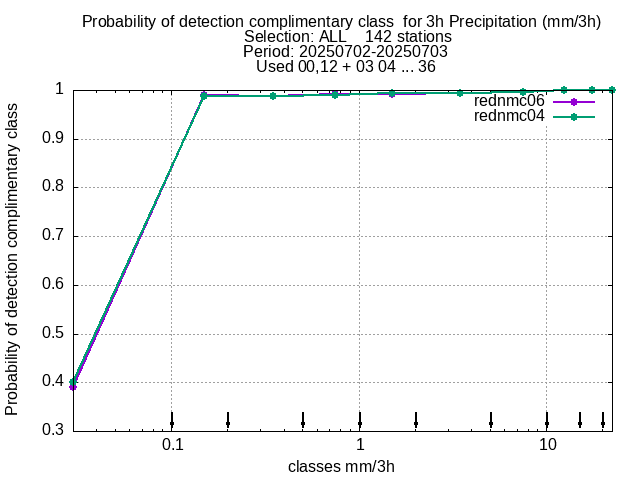 Probability of detection complimentary class  for 3h Precipitation (mm/3h)
Selection: ALL    142 stations
Period: 20250702-20250703
Used 00,12 + 03 04 ... 36
rednmc06
rednmc04
Probability of detection complimentary class
1
0.9
0.8
0.7
0.6
0.5
0.4
0.3
0.1
1
10
classes mm/3h